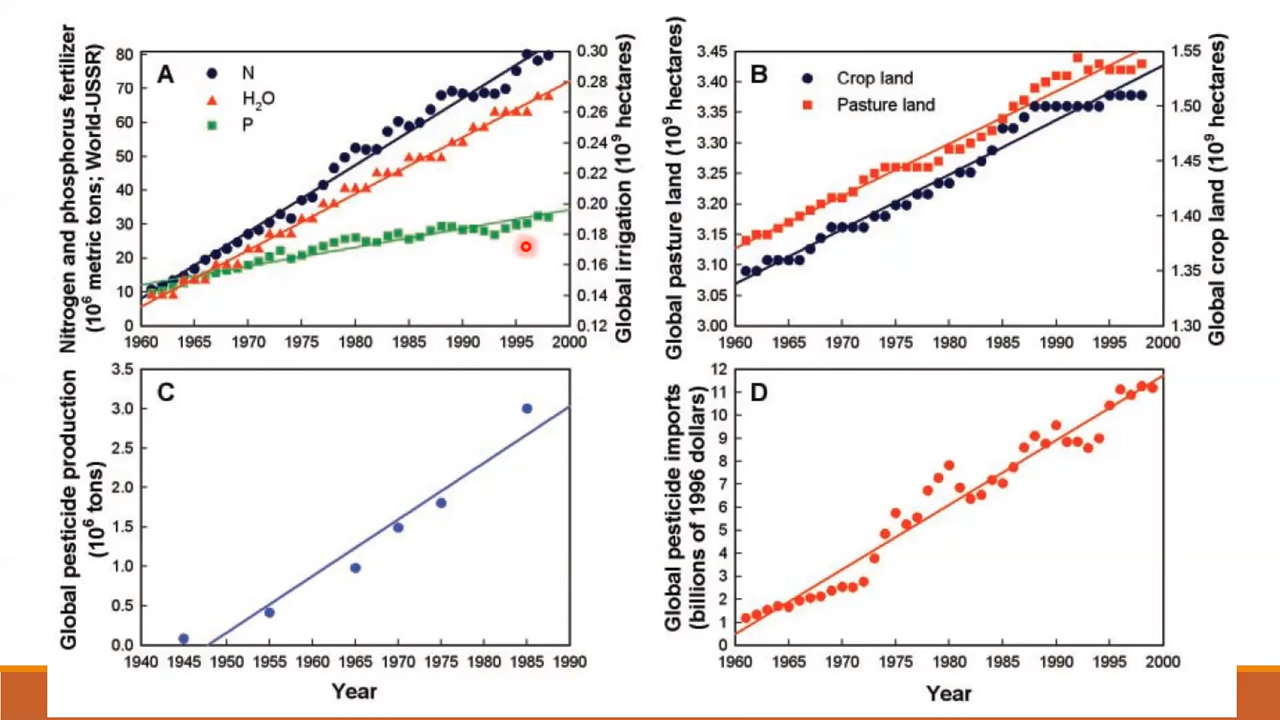 Nitrogen and phosphorus fertilizer
(10⁶ metric tons; World-USSR)
80
70
60
50
40
30
20
10
0
A
N
H₂O
P
0.30
0.28
0.26
0.24
0.22
0.20
0.18
0.16
0.14
0.12
Global irrigation (10⁹ hectares)
1960 1965 1970 1975 1980 1985 1990 1995 2000
Global pasture land (10⁹ hectares)
3.45
3.40
3.35
3.30
3.25
3.20
3.15
3.10
3.05
3.00
B
Crop land
Pasture land
1.55
1.50
1.45
1.40
1.35
1.30
Global crop land (10⁹ hectares)
1960 1965 1970 1975 1980 1985 1990 1995 2000
Global pesticide production
(10⁶ tons)
3.5
3.0
2.5
2.0
1.5
1.0
0.5
0.0
C
1940 1945 1950 1955 1960 1965 1970 1975 1980 1985 1990
Year
Global pesticide imports
(billions of 1996 dollars)
12
11
10
9
8
7
6
5
4
3
2
1
0
D
1960 1965 1970 1975 1980 1985 1990 1995 2000
Year